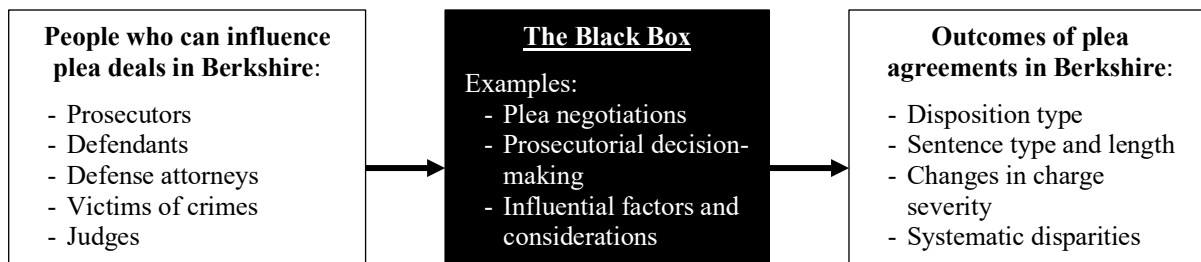 People who can influence
plea deals in Berkshire:
- Prosecutors
- Defendants
- Defense attorneys
- Victims of crimes
- Judges
The Black Box
Examples:
- Plea negotiations
- Prosecutorial decision-
making
- Influential factors and
considerations
Outcomes of plea
agreements in Berkshire:
- Disposition type
- Sentence type and length
- Changes in charge
severity
- Systematic disparities